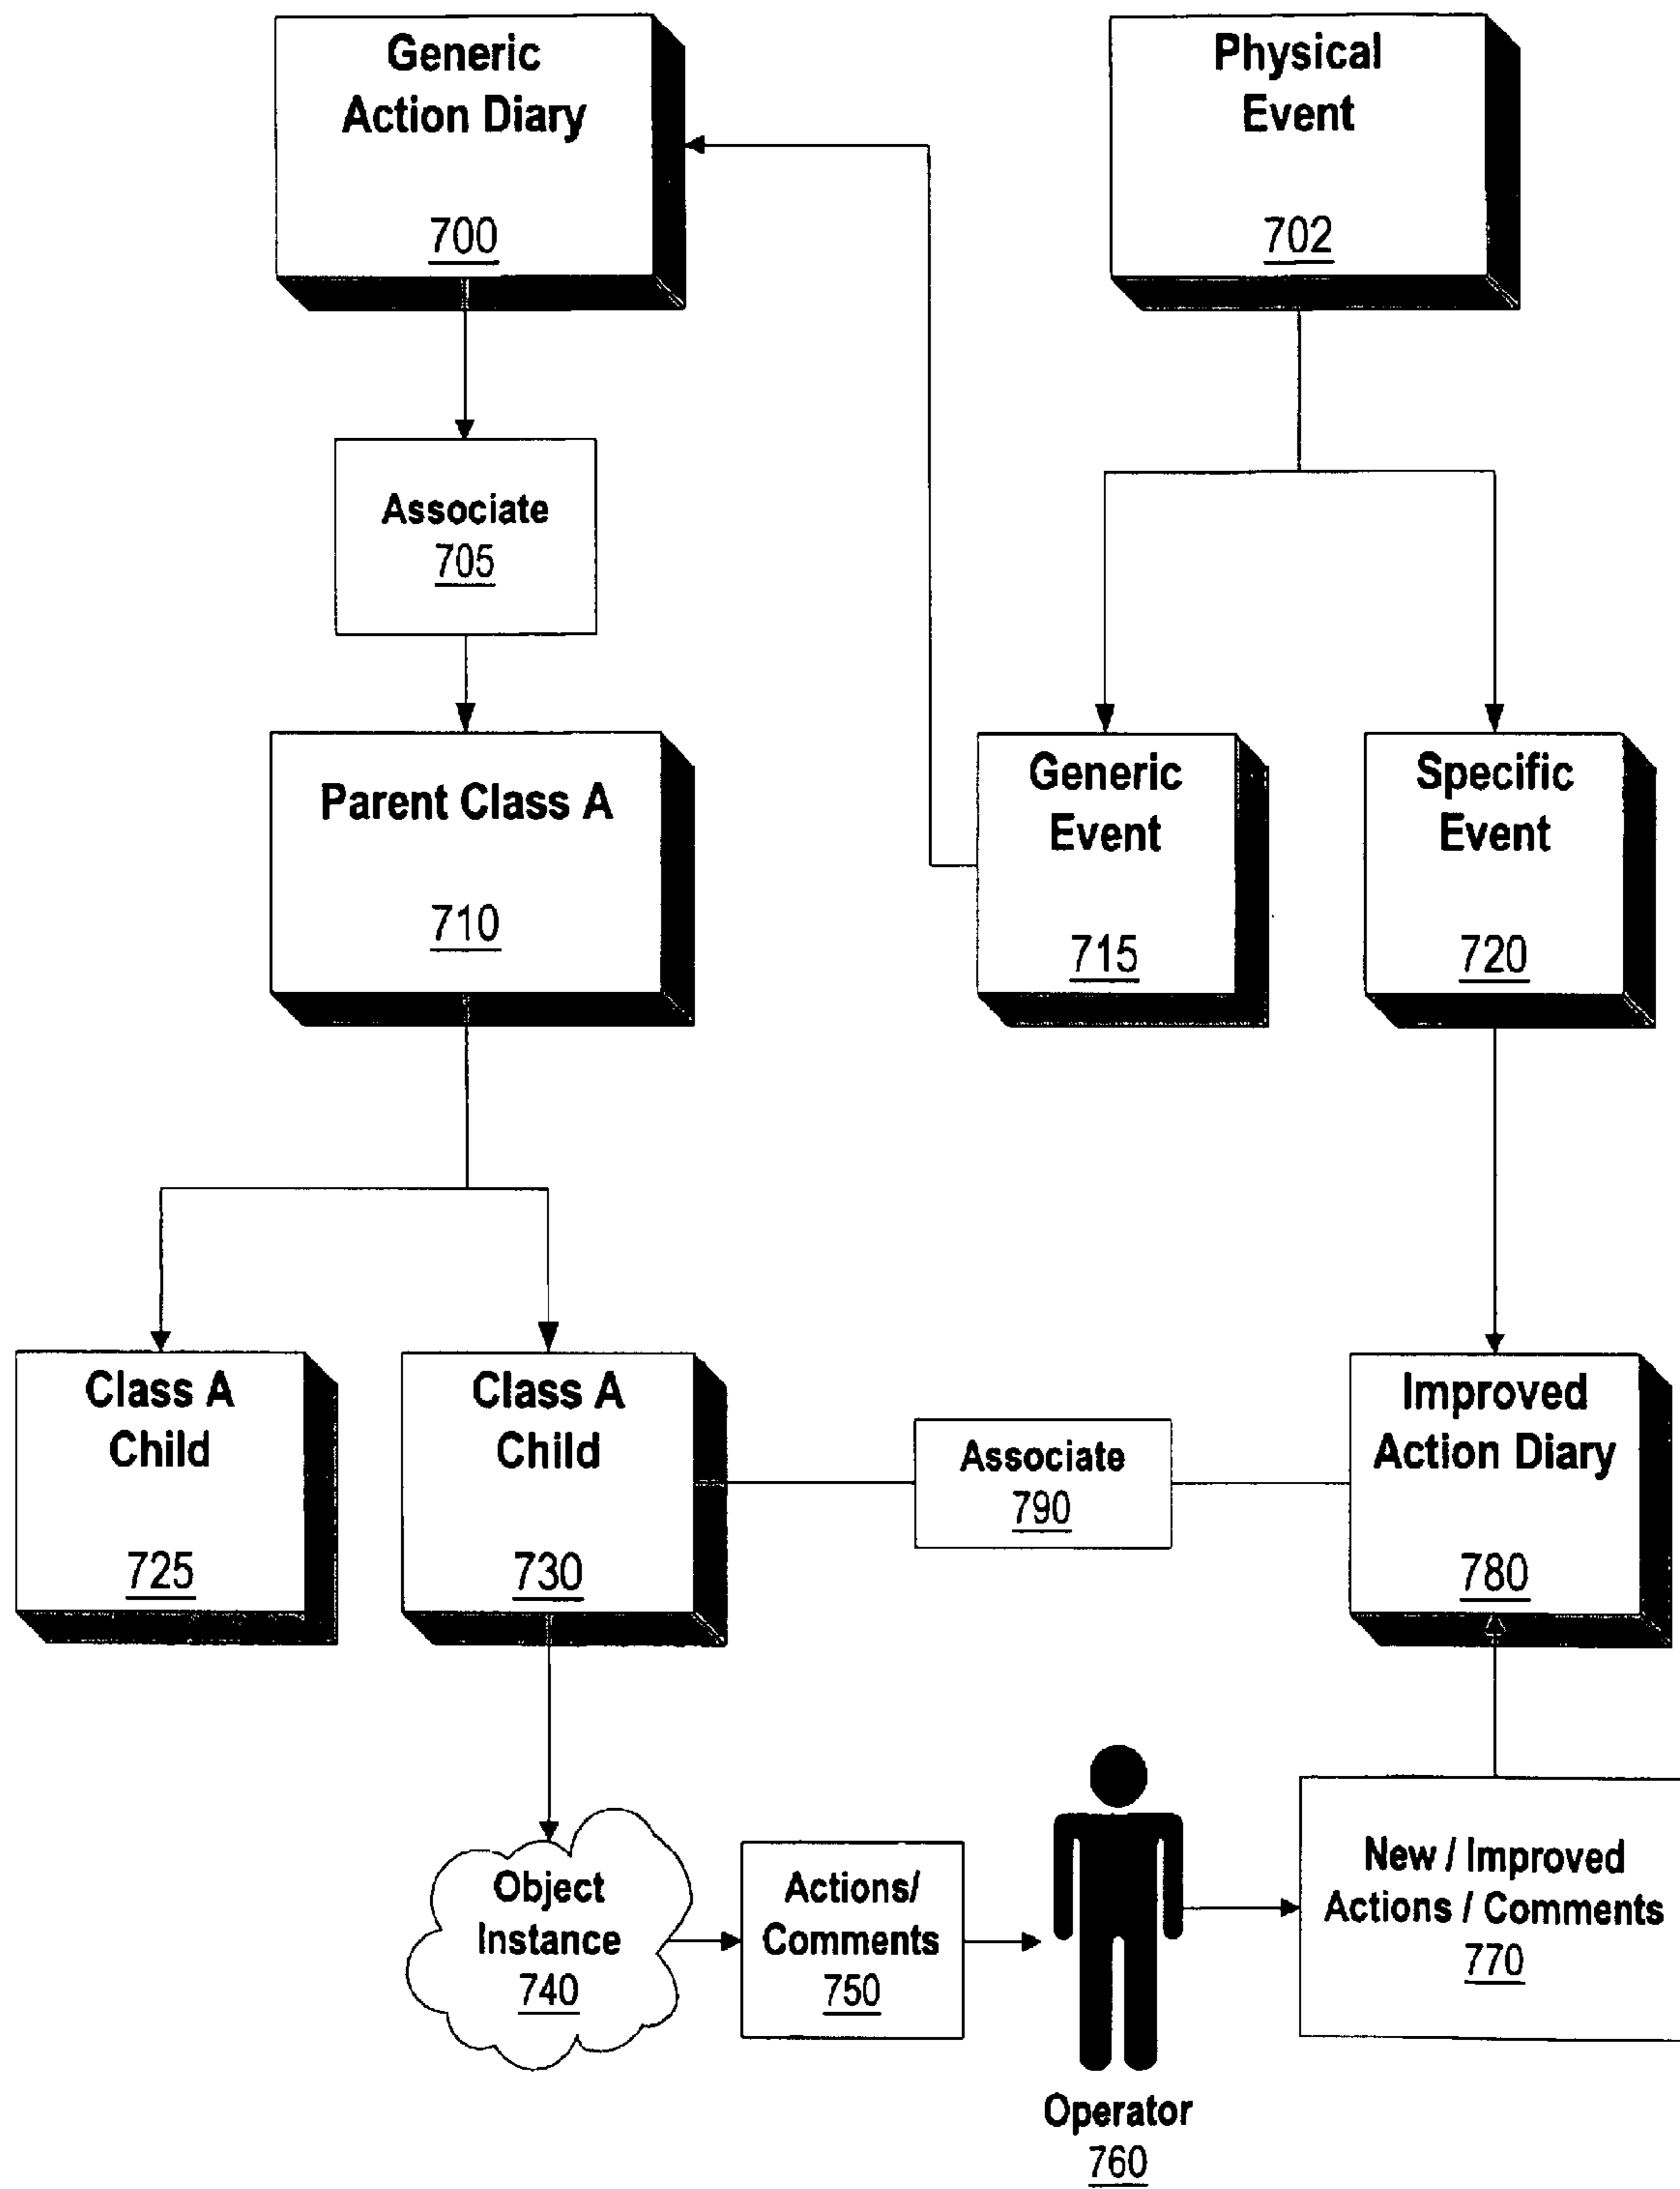 Generic
Action Diary
700
Physical
Event
702
Associate
705
Parent Class A
710
Generic
Event
715
Specific
Event
720
Class A
Child
725
Class A
Child
730
Associate
790
Improved
Action Diary
780
Object
Instance
740
Actions/
Comments
750
Operator
760
New / Improved
Actions / Comments
770